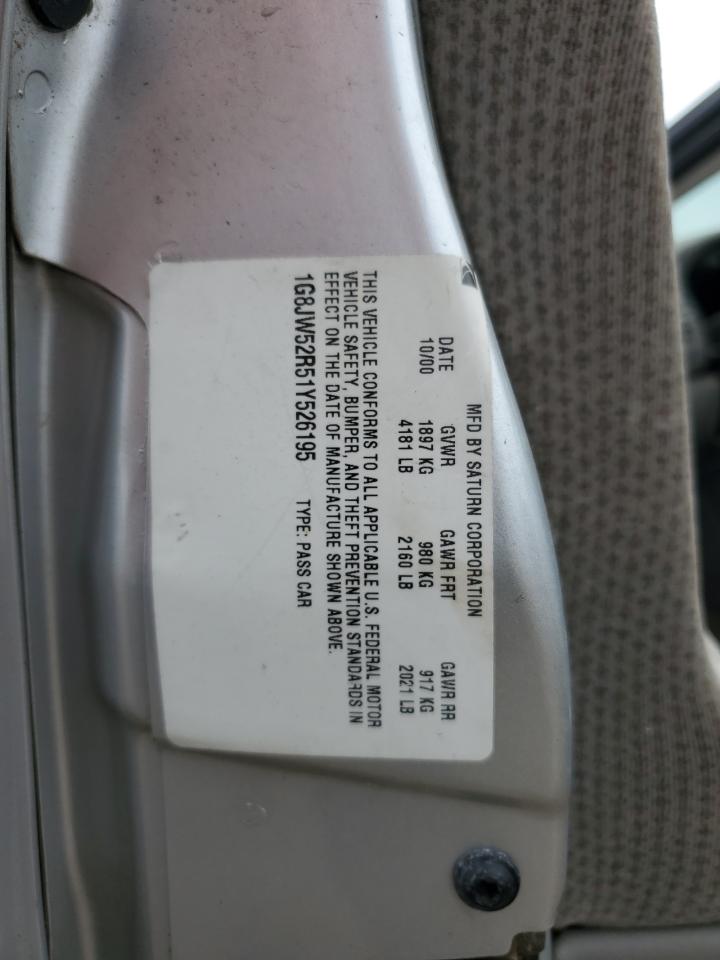 MFD BY SATURN CORPORATION
DATE GVWR GAWR FRT GAWR RR
10/00 1897 KG 980 KG 917 KG
4181 LB 2160 LB 2021 LB
THIS VEHICLE CONFORMS TO ALL APPLICABLE U.S. FEDERAL MOTOR
VEHICLE SAFETY, BUMPER, AND THEFT PREVENTION STANDARDS IN
EFFECT ON THE DATE OF MANUFACTURE SHOWN ABOVE.
1G8JW52R51Y526195 TYPE: PASS CAR